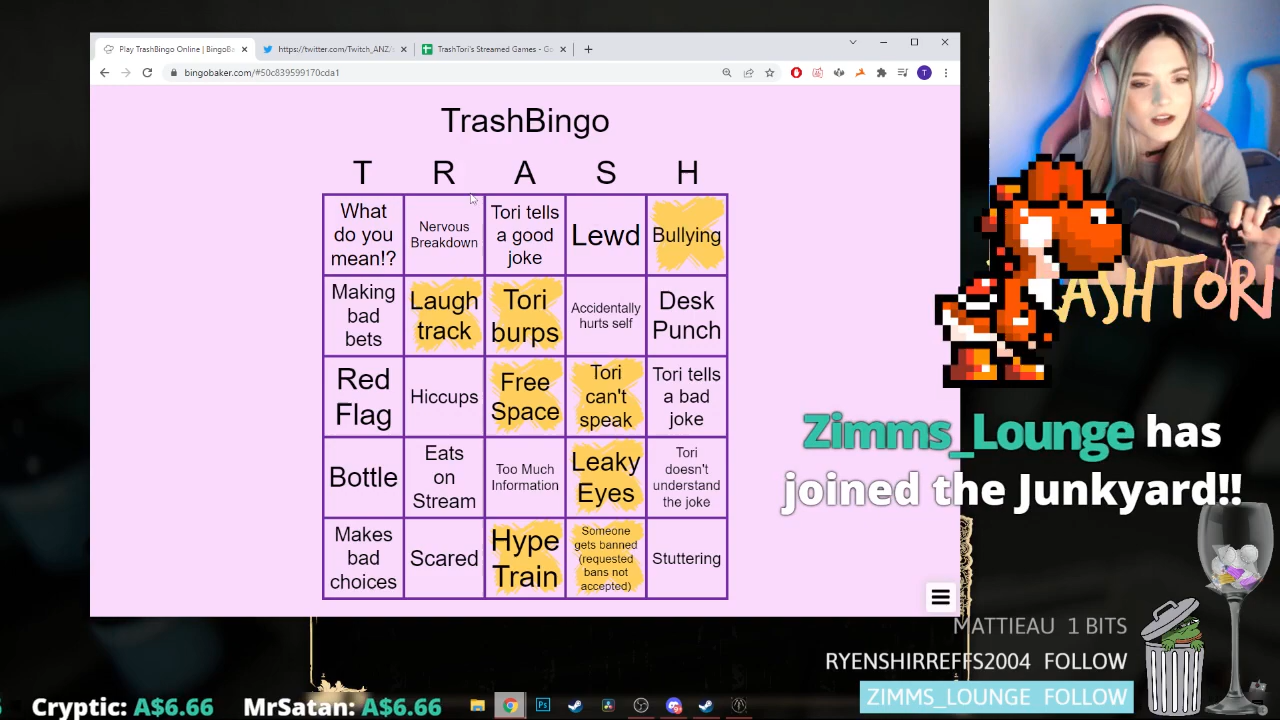 Play TrashBingo Online | BingoBa
https://twitter.com/Twitch_ANZ/s
TrashTori's Streamed Games - Go
bingobaker.com/#50c839599170cda1
T
TrashBingo
T R A S H
What do you mean!?
Nervous Breakdown
Tori tells a good joke
Lewd
Bullying
Making bad bets
Laugh track
Tori burps
Accidentally hurts self
Desk Punch
Red Flag
Hiccups
Free Space
Tori can't speak
Tori tells a bad joke
Bottle
Eats on Stream
Too Much Information
Leaky Eyes
Tori doesn't understand the joke
Makes bad choices
Scared
Hype Train
Someone gets banned (requested bans not accepted)
Stuttering
ASHTORI
Zimms_Lounge has
joined the Junkyard!!
MATTIEAU 1 BITS
RYENSHIRREFFS2004 FOLLOW
ZIMMS_LOUNGE FOLLOW
Cryptic: A$6.66 MrSatan: A$6.66